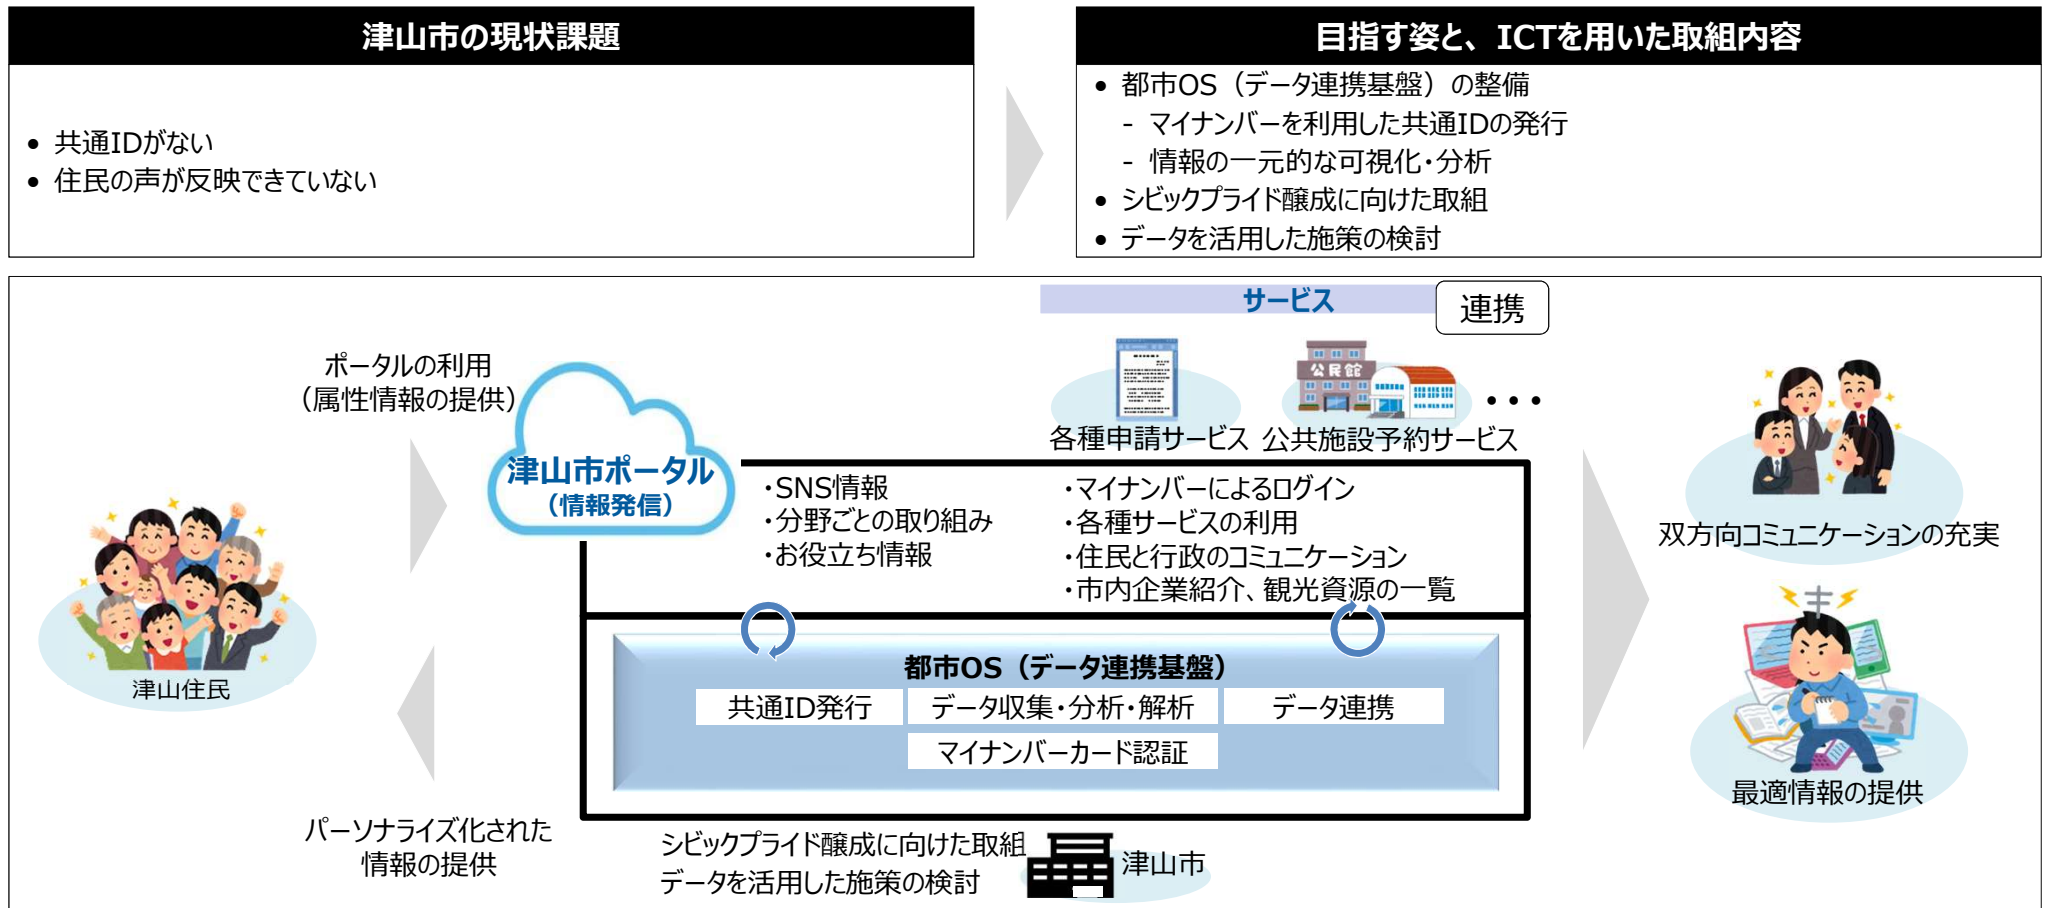 津山市の現状課題
• 共通IDがない
• 住民の声が反映できていない
目指す姿と、ICTを用いた取組内容
• 都市OS（データ連携基盤）の整備
- マイナンバーを利用した共通IDの発行
- 情報の一元的な可視化・分析
• シビックプライド醸成に向けた取組
• データを活用した施策の検討
サービス
連携
公民館
各種申請サービス
公共施設予約サービス
・・・
ポータルの利用
（属性情報の提供）
津山市ポータル
（情報発信）
・SNS情報
・分野ごとの取り組み
・お役立ち情報
・マイナンバーによるログイン
・各種サービスの利用
・住民と行政のコミュニケーション
・市内企業紹介、観光資源の一覧
津山住民
都市OS（データ連携基盤）
共通ID発行
データ収集・分析・解析
データ連携
マイナンバーカード認証
パーソナライズ化された
情報の提供
シビックプライド醸成に向けた取組
データを活用した施策の検討
津山市
双方向コミュニケーションの充実
最適情報の提供